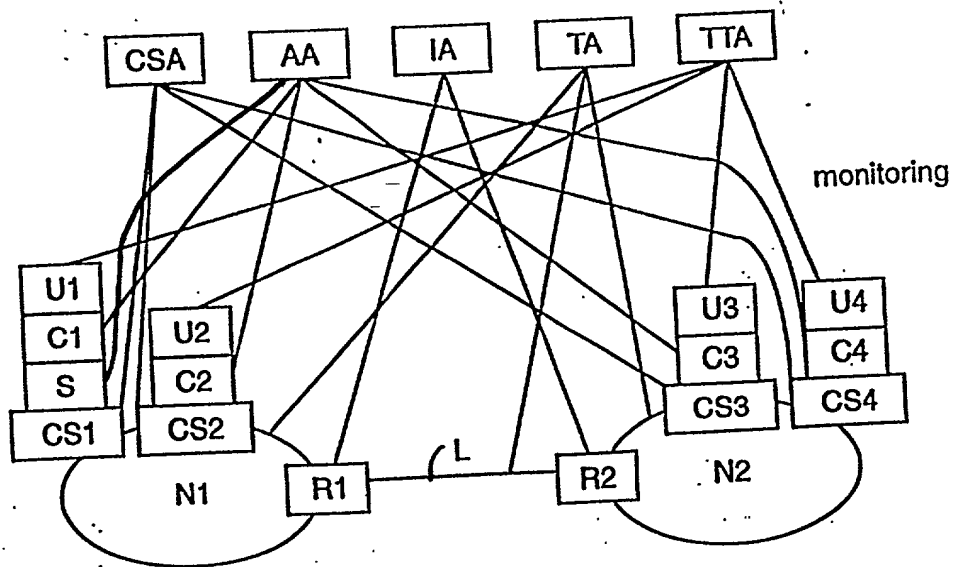 CSA AA IA TA TTA
monitoring
U1
C1
S
CS1
U2
C2
CS2
U3
C3
CS3
U4
C4
CS4
N1
R1
L
R2
N2